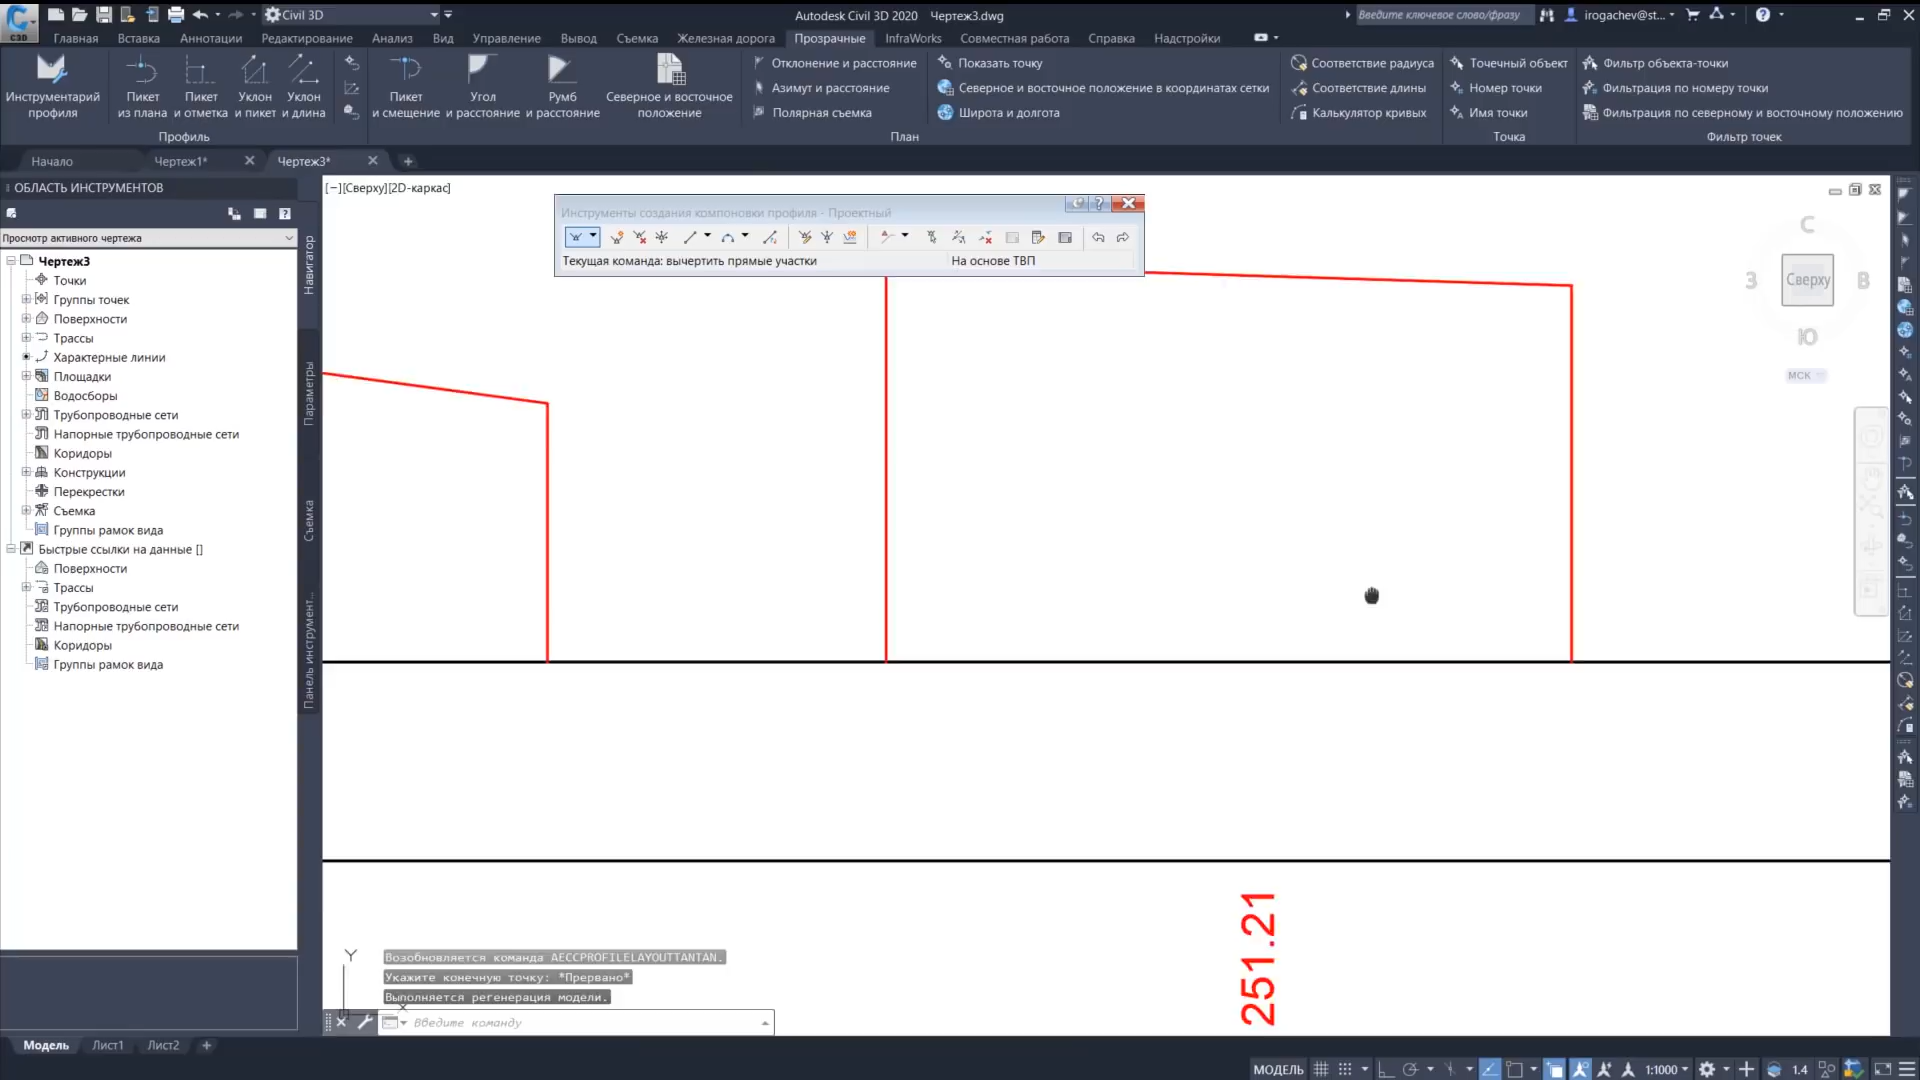 Civil 3D
Autodesk Civil 3D 2020 Чертеж3.dwg
Введите ключевое слово/фразу
irogachev@st...
C3D
Главная Вставка Аннотации Редактирование Анализ Вид Управление Вывод Съемка Железная дорога Прозрачные InfraWorks Совместная работа Справка Надстройки
Инструментарий профиля
Пикет из плана
Пикет и отметка
Уклон и пикет
Уклон и длина
Профиль
Пикет и смещение
Угол и расстояние
Румб и расстояние
Северное и восточное положение
Отклонение и расстояние
Азимут и расстояние
Полярная съемка
Показать точку
Северное и восточное положение в координатах сетки
Широта и долгота
План
Соответствие радиуса
Соответствие длины
Калькулятор кривых
Точечный объект
Номер точки
Имя точки
Точка
Фильтр объекта-точки
Фильтрация по номеру точки
Фильтрация по северному и восточному положению
Фильтр точек
Начало Чертеж1* Чертеж3*
ОБЛАСТЬ ИНСТРУМЕНТОВ
Просмотр активного чертежа
Чертеж3
Точки
Группы точек
Поверхности
Трассы
Характерные линии
Площадки
Водосборы
Трубопроводные сети
Напорные трубопроводные сети
Коридоры
Конструкции
Перекрестки
Съемка
Группы рамок вида
Быстрые ссылки на данные []
Поверхности
Трассы
Трубопроводные сети
Напорные трубопроводные сети
Коридоры
Группы рамок вида
Навигатор
Параметры
Съемка
Панель инструмент...
[−][Сверху][2D-каркас]
Инструменты создания компоновки профиля - Проектный
Текущая команда: вычертить прямые участки
На основе ТВП
С
З
Сверху
В
Ю
МСК
251.21
Y
X
Возобновляется команда AECCPROFILELAYOUTTANTAN.
Укажите конечную точку: *Прервано*
Выполняется регенерация модели.
Введите команду
Модель Лист1 Лист2
МОДЕЛЬ
1:1000
1.4